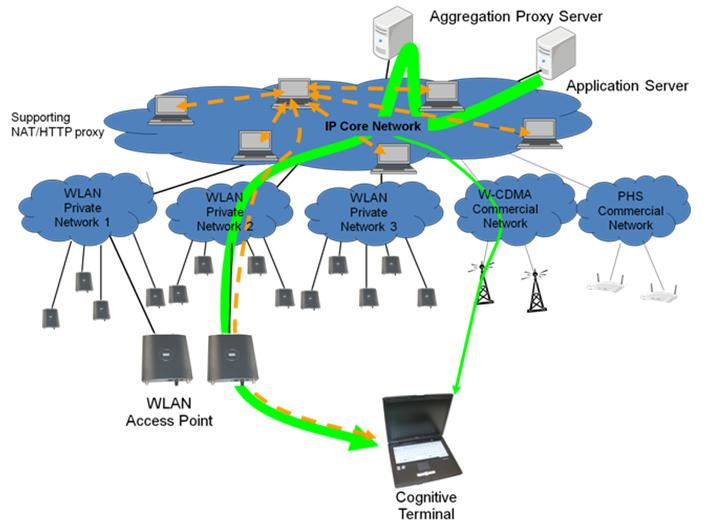 Aggregation Proxy Server
Application Server
Supporting
NAT/HTTP proxy
IP Core Network
WLAN
Private
Network 1
WLAN
Private
Network 2
WLAN
Private
Network 3
W-CDMA
Commercial
Network
PHS
Commercial
Network
WLAN
Access Point
Cognitive
Terminal